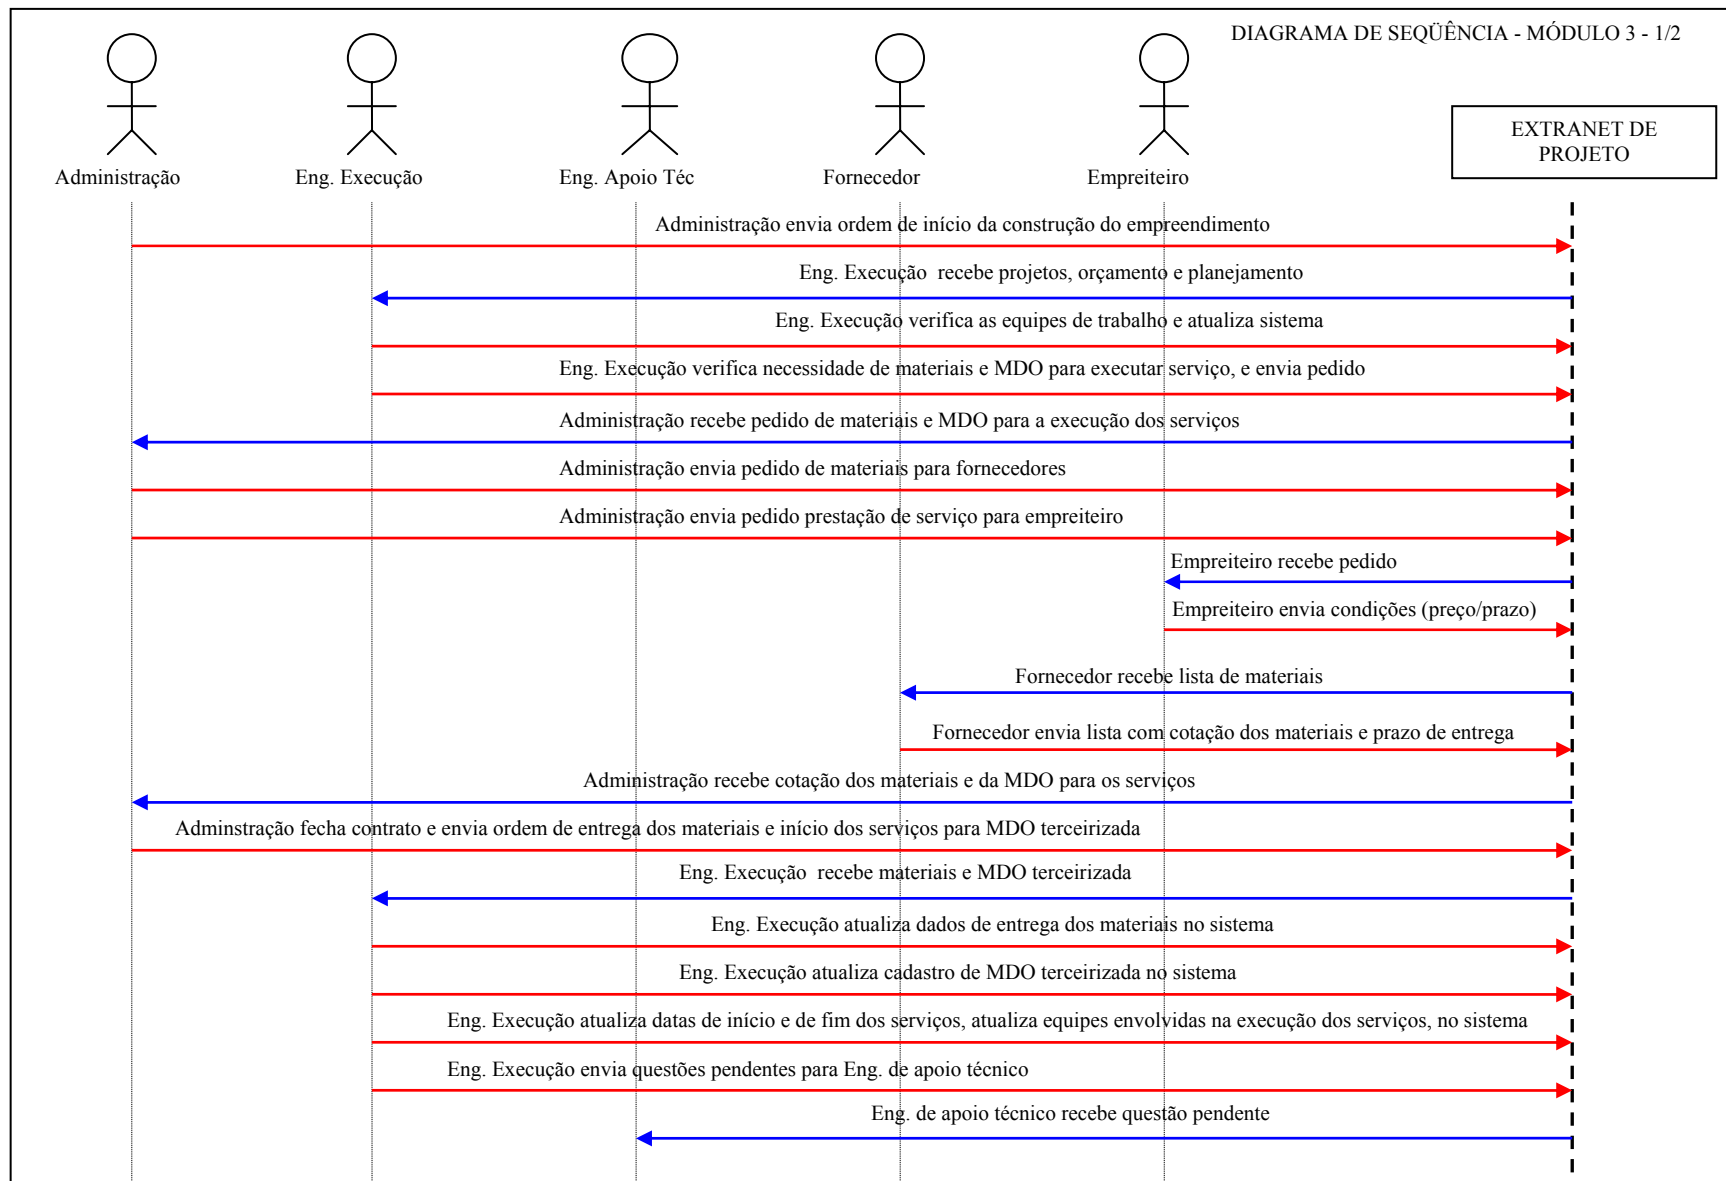 DIAGRAMA DE SEQÜÊNCIA - MÓDULO 3 - 1/2
EXTRANET DE
PROJETO
Administração
Eng. Execução
Eng. Apoio Téc
Fornecedor
Empreiteiro
Administração envia ordem de início da construção do empreendimento
Eng. Execução  recebe projetos, orçamento e planejamento
Eng. Execução verifica as equipes de trabalho e atualiza sistema
Eng. Execução verifica necessidade de materiais e MDO para executar serviço, e envia pedido
Administração recebe pedido de materiais e MDO para a execução dos serviços
Administração envia pedido de materiais para fornecedores
Administração envia pedido prestação de serviço para empreiteiro
Empreiteiro recebe pedido
Empreiteiro envia condições (preço/prazo)
Fornecedor recebe lista de materiais
Fornecedor envia lista com cotação dos materiais e prazo de entrega
Administração recebe cotação dos materiais e da MDO para os serviços
Adminstração fecha contrato e envia ordem de entrega dos materiais e início dos serviços para MDO terceirizada
Eng. Execução  recebe materiais e MDO terceirizada
Eng. Execução atualiza dados de entrega dos materiais no sistema
Eng. Execução atualiza cadastro de MDO terceirizada no sistema
Eng. Execução atualiza datas de início e de fim dos serviços, atualiza equipes envolvidas na execução dos serviços, no sistema
Eng. Execução envia questões pendentes para Eng. de apoio técnico
Eng. de apoio técnico recebe questão pendente